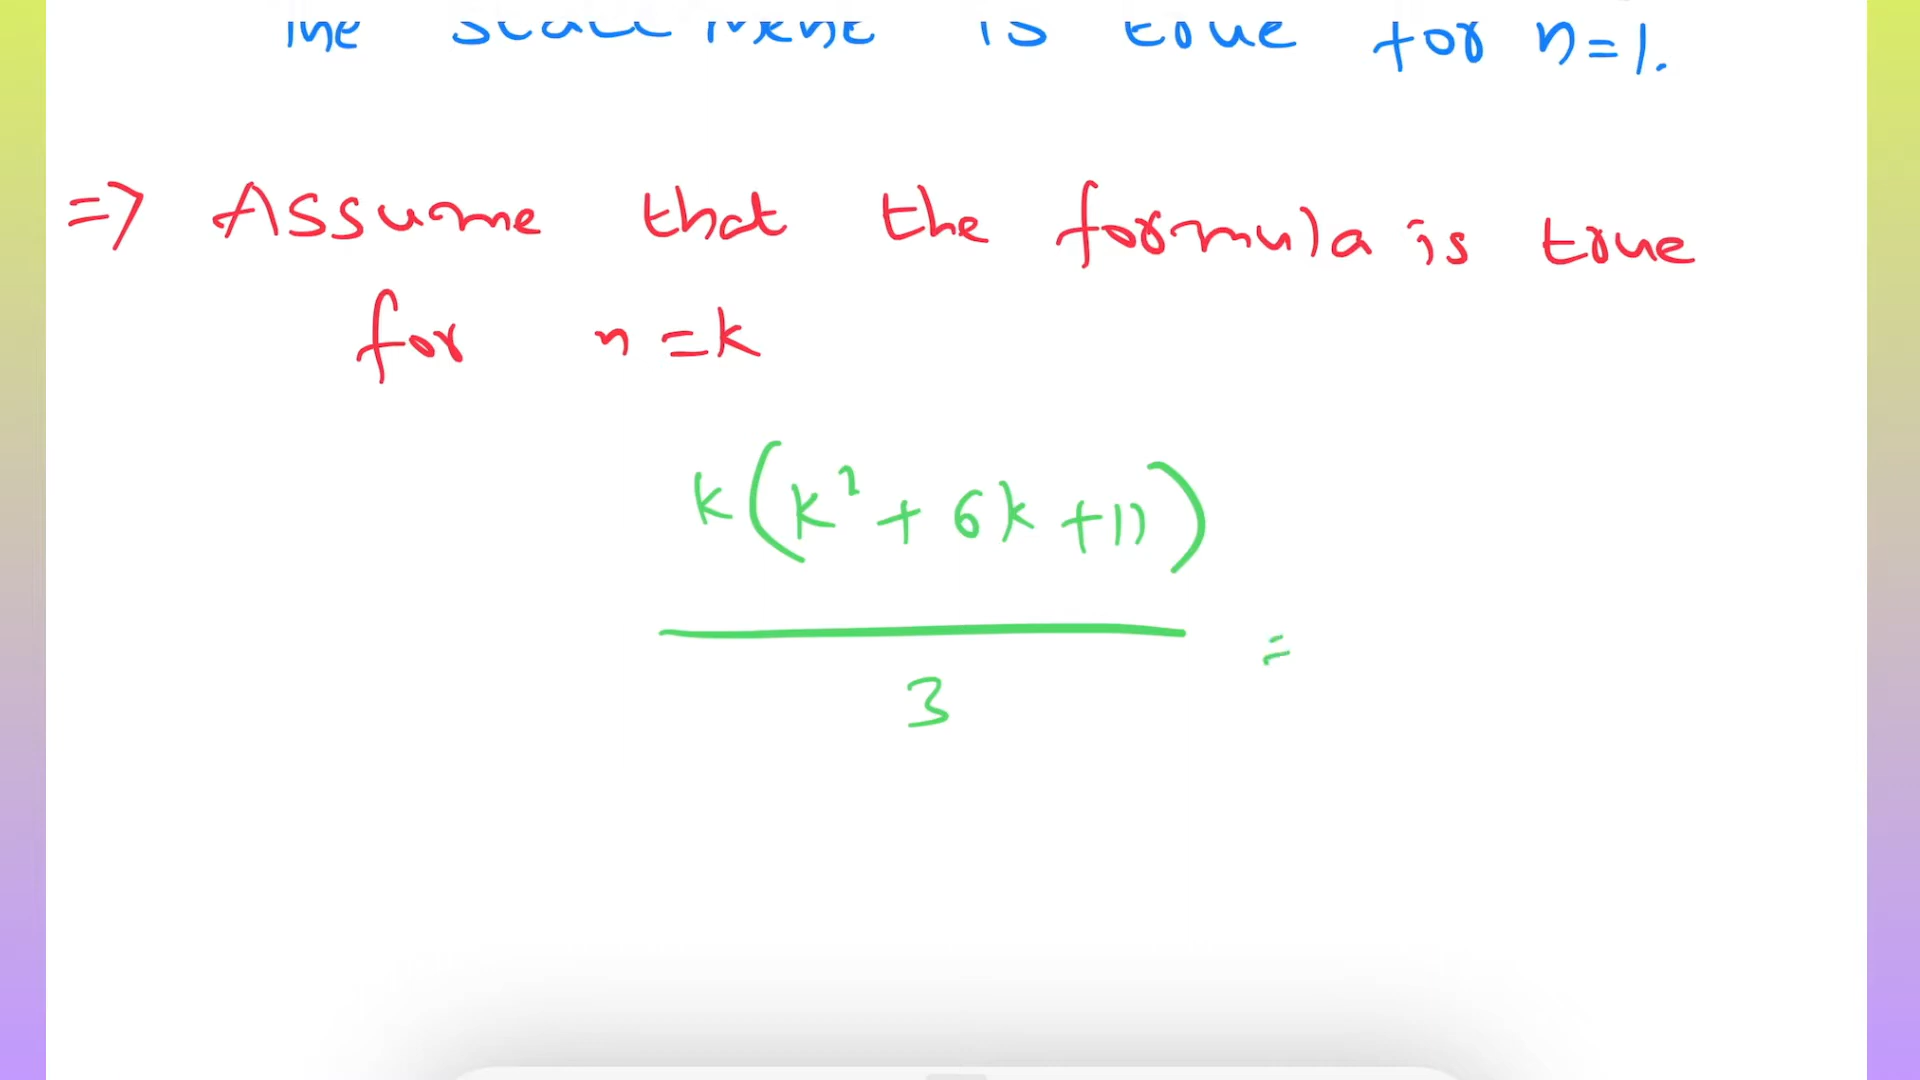 The statement is true for n=1.
=> Assume that the formula is true
for n=k
k(k²+6k+11)
3 =